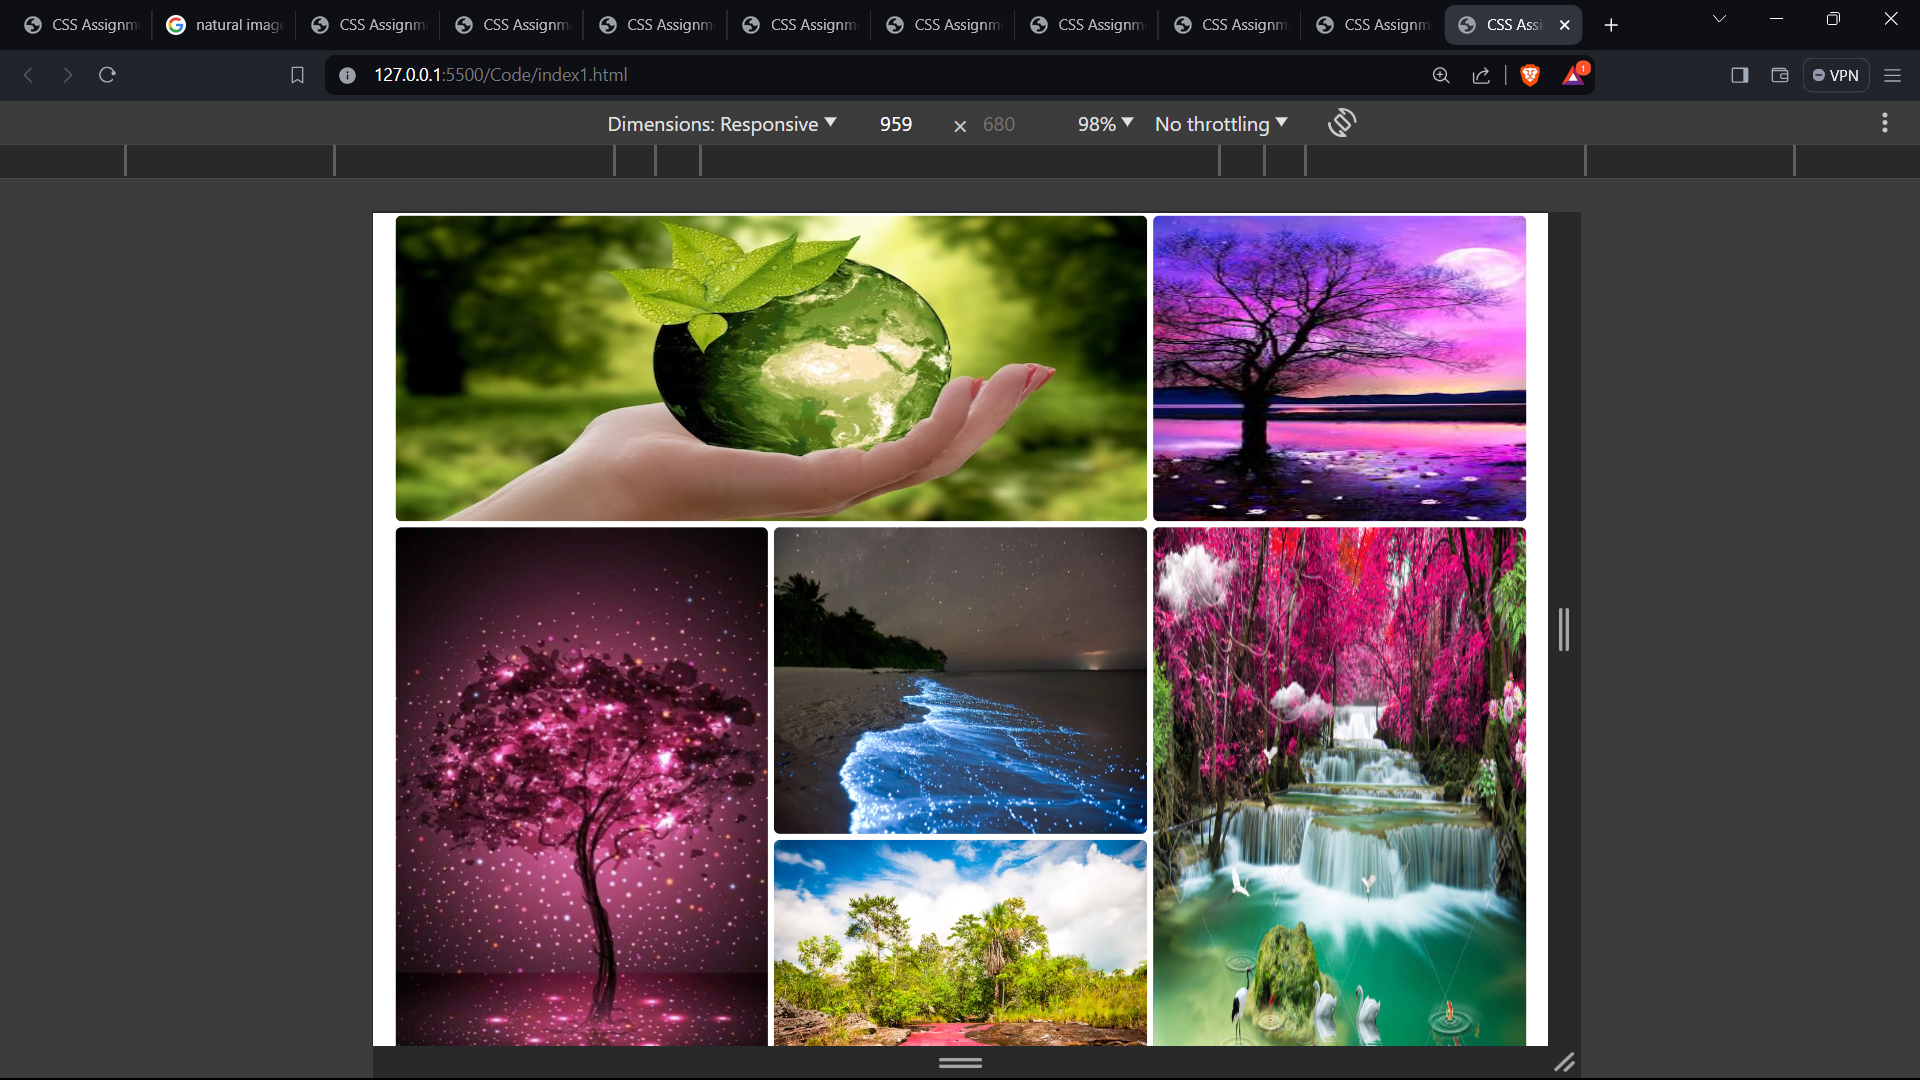 CSS Assignm
natural imag
CSS Assignm
CSS Assignm
CSS Assignm
CSS Assignm
CSS Assignm
CSS Assignm
CSS Assignm
CSS Assignm
CSS Assi
127.0.0.1:5500/Code/index1.html
1
VPN
Dimensions: Responsive
959
×
680
98%
No throttling